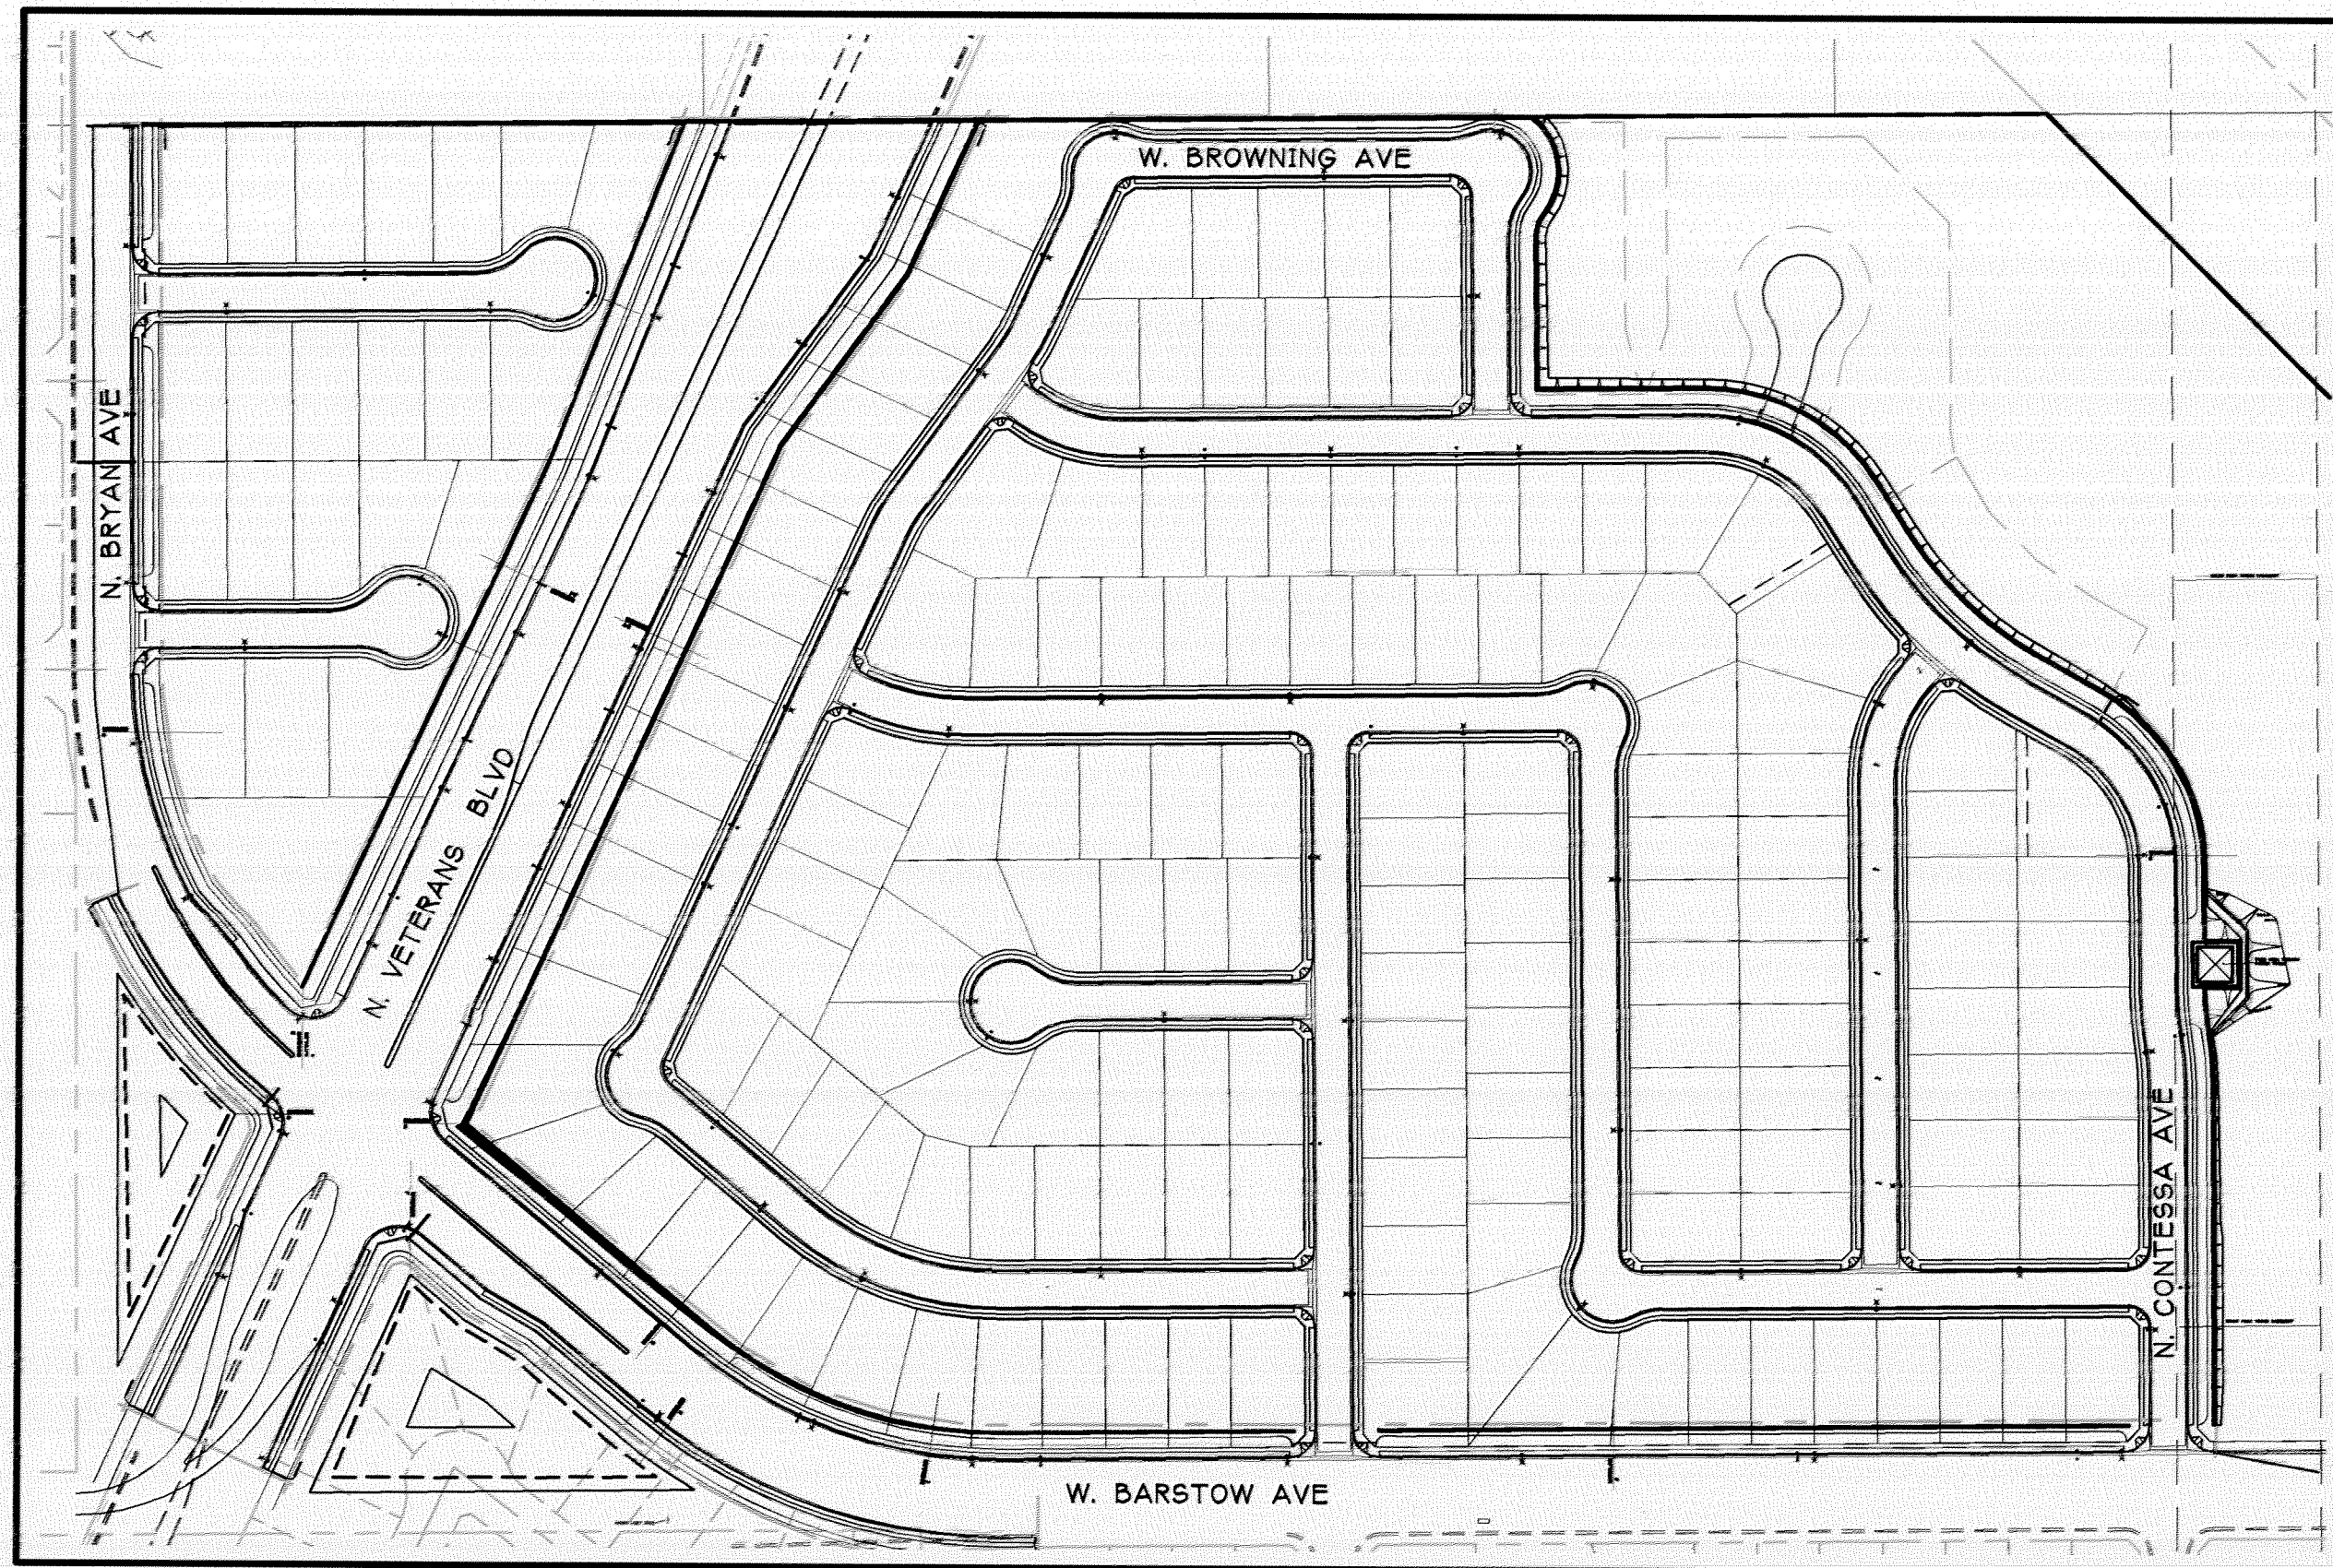 W. BROWNING AVE
N. BRYAN AVE
N. VETERANS BLVD
N. CONTESSA AVE
W. BARSTOW AVE